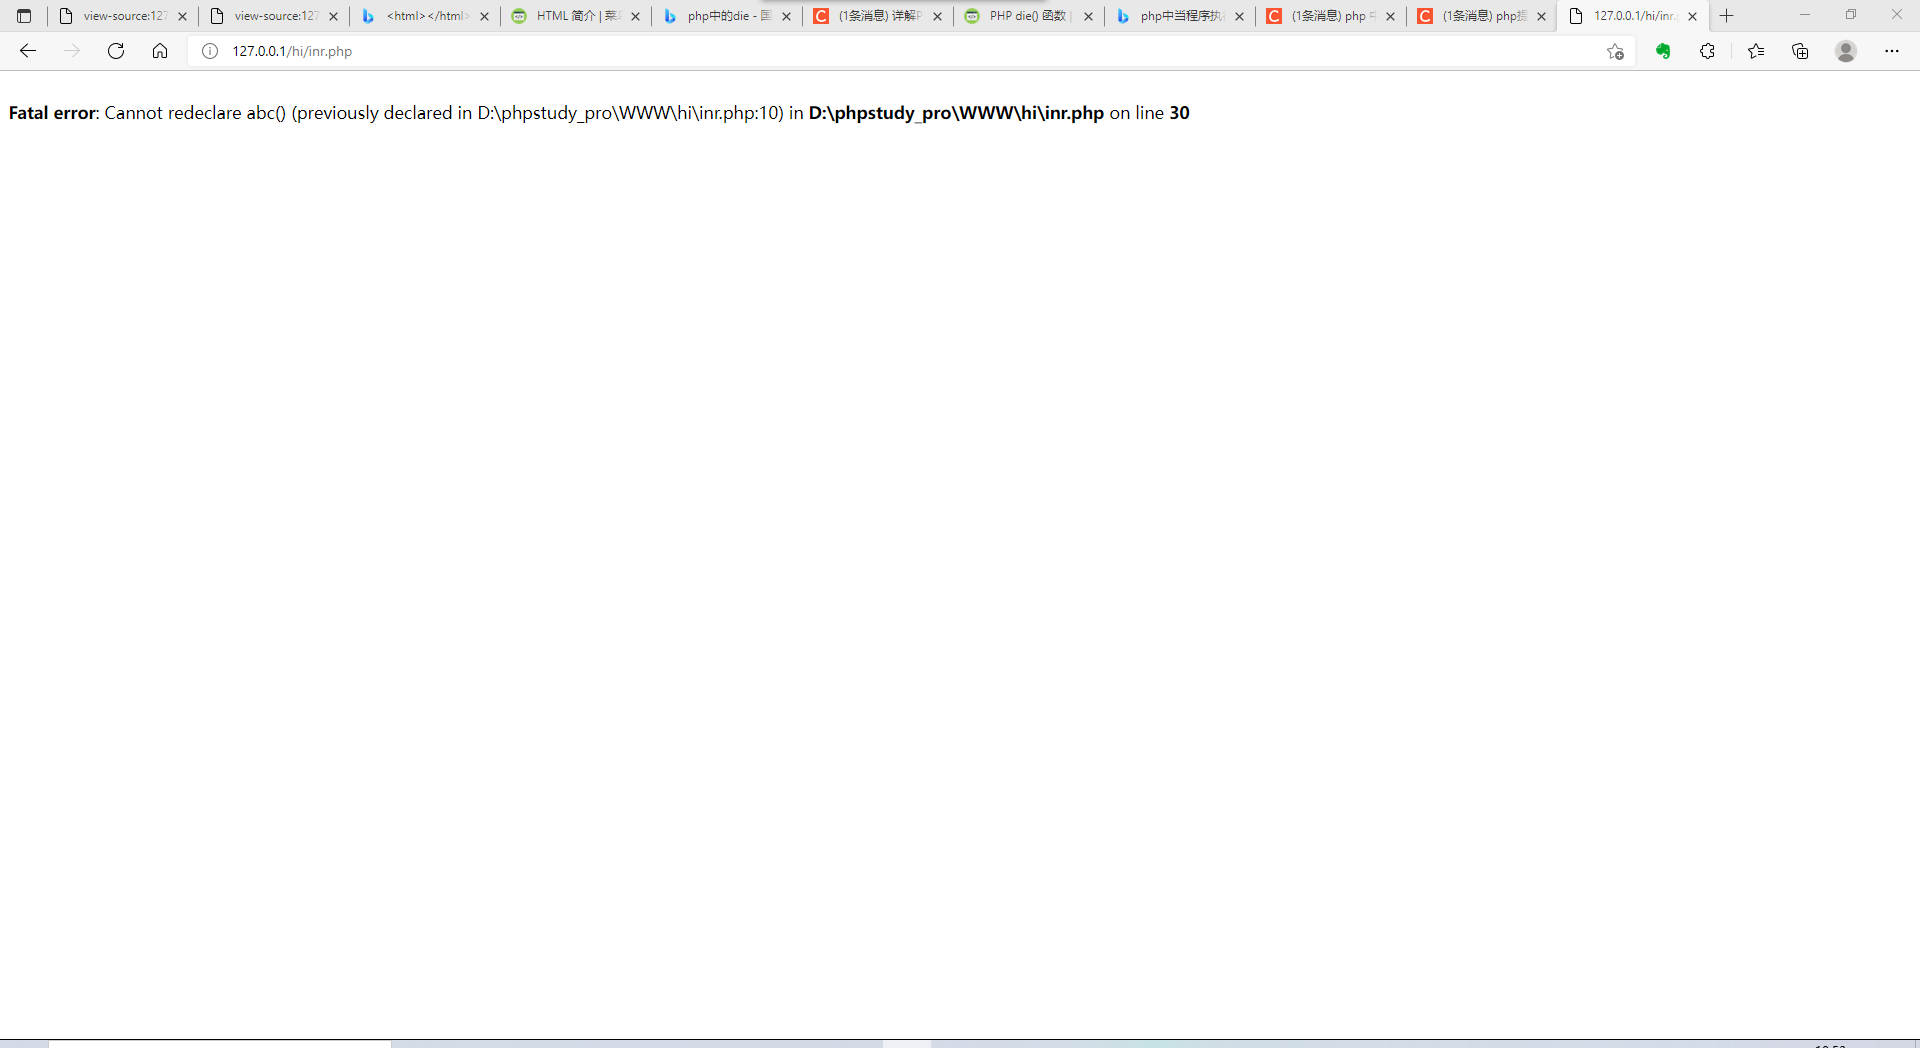 view-source:127
view-source:127
<html></html>
HTML 简介 | 菜
php中的die - 国
(1条消息) 详解P
PHP die() 函数 |
php中当程序执
(1条消息) php 中
(1条消息) php提
127.0.0.1/hi/inr.
127.0.0.1/hi/inr.php
Fatal error: Cannot redeclare abc() (previously declared in D:\phpstudy_pro\WWW\hi\inr.php:10) in D:\phpstudy_pro\WWW\hi\inr.php on line 30